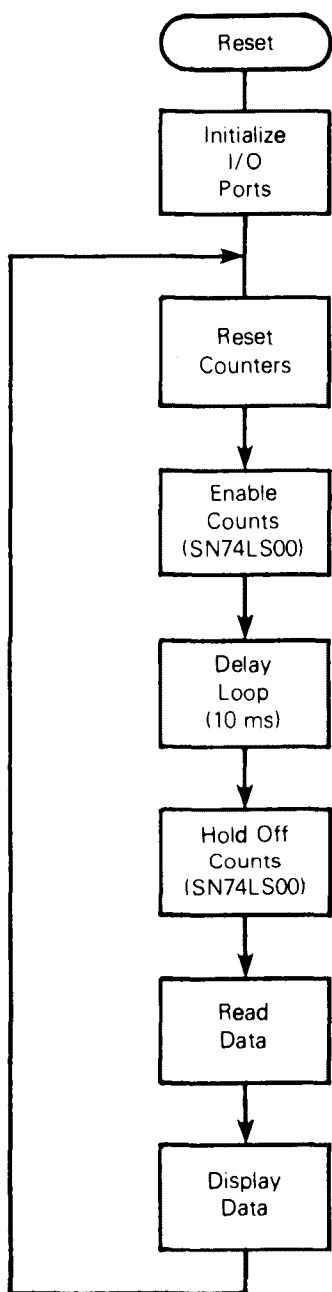 Reset
Initialize
I/O
Ports
Reset
Counters
Enable
Counts
(SN74LS00)
Delay
Loop
(10 ms)
Hold Off
Counts
(SN74LS00)
Read
Data
Display
Data